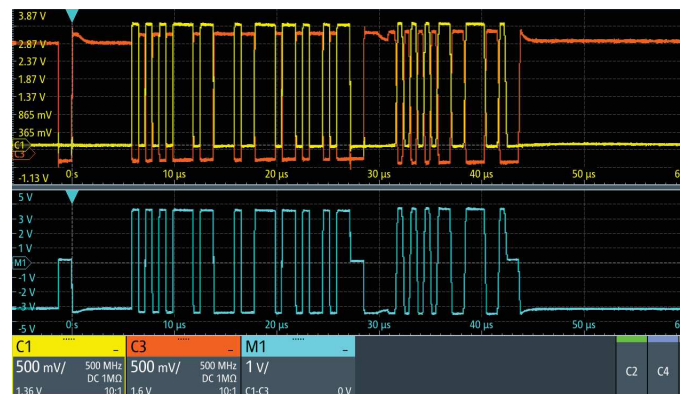 3.87 V
2.87 V
2.37 V
1.87 V
1.37 V
865 mV
365 mV
C1
C3
-1.13 V
0 s 10 µs 20 µs 30 µs 40 µs 50 µs 6
5 V
3 V
2 V
1 V
M1
-1 V
-2 V
-3 V
-5 V
0 s 10 µs 20 µs 30 µs 40 µs 50 µs 6
C1 C3 M1
500 mV/ 500 MHz 500 mV/ 500 MHz 1 V/
DC 1MΩ DC 1MΩ C2 C4
1.36 V 10:1 1.6 V 10:1 C1-C3 0 V